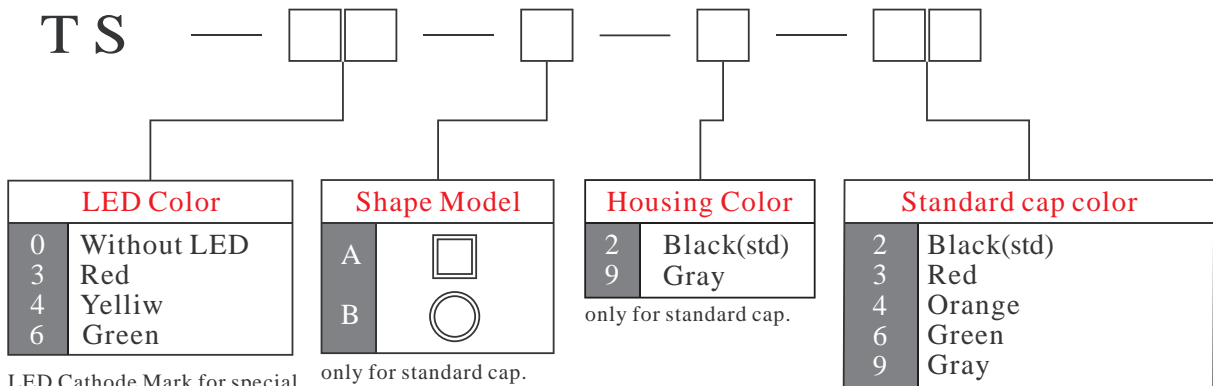 TS
LED Color
0 Without LED
3 Red
4 Yelliw
6 Green
LED Cathode Mark for special
Shape Model
A
B
only for standard cap.
Housing Color
2 Black(std)
9 Gray
only for standard cap.
Standard cap color
2 Black(std)
3 Red
4 Orange
6 Green
9 Gray